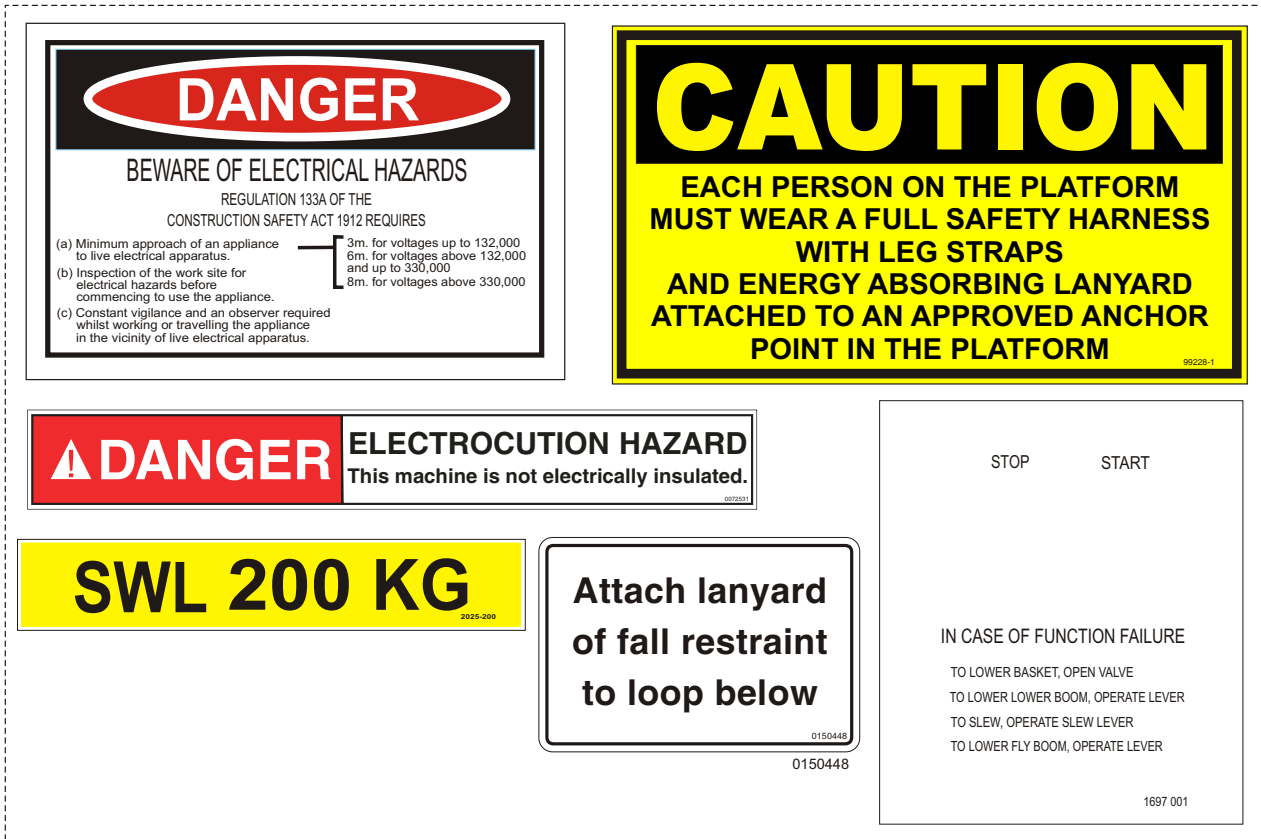 DANGER
BEWARE OF ELECTRICAL HAZARDS
REGULATION 133A OF THE
CONSTRUCTION SAFETY ACT 1912 REQUIRES
(a) Minimum approach of an appliance
to live electrical apparatus.
3m. for voltages up to 132,000
6m. for voltages above 132,000
and up to 330,000
8m. for voltages above 330,000
(b) Inspection of the work site for
electrical hazards before
commencing to use the appliance.
(c) Constant vigilance and an observer required
whilst working or travelling the appliance
in the vicinity of live electrical apparatus.
CAUTION
EACH PERSON ON THE PLATFORM
MUST WEAR A FULL SAFETY HARNESS
WITH LEG STRAPS
AND ENERGY ABSORBING LANYARD
ATTACHED TO AN APPROVED ANCHOR
POINT IN THE PLATFORM
99228-1
DANGER
ELECTROCUTION HAZARD
This machine is not electrically insulated.
0072531
SWL 200 KG
2025-200
Attach lanyard
of fall restraint
to loop below
0150448
0150448
STOP START
IN CASE OF FUNCTION FAILURE
TO LOWER BASKET, OPEN VALVE
TO LOWER LOWER BOOM, OPERATE LEVER
TO SLEW, OPERATE SLEW LEVER
TO LOWER FLY BOOM, OPERATE LEVER
1697 001